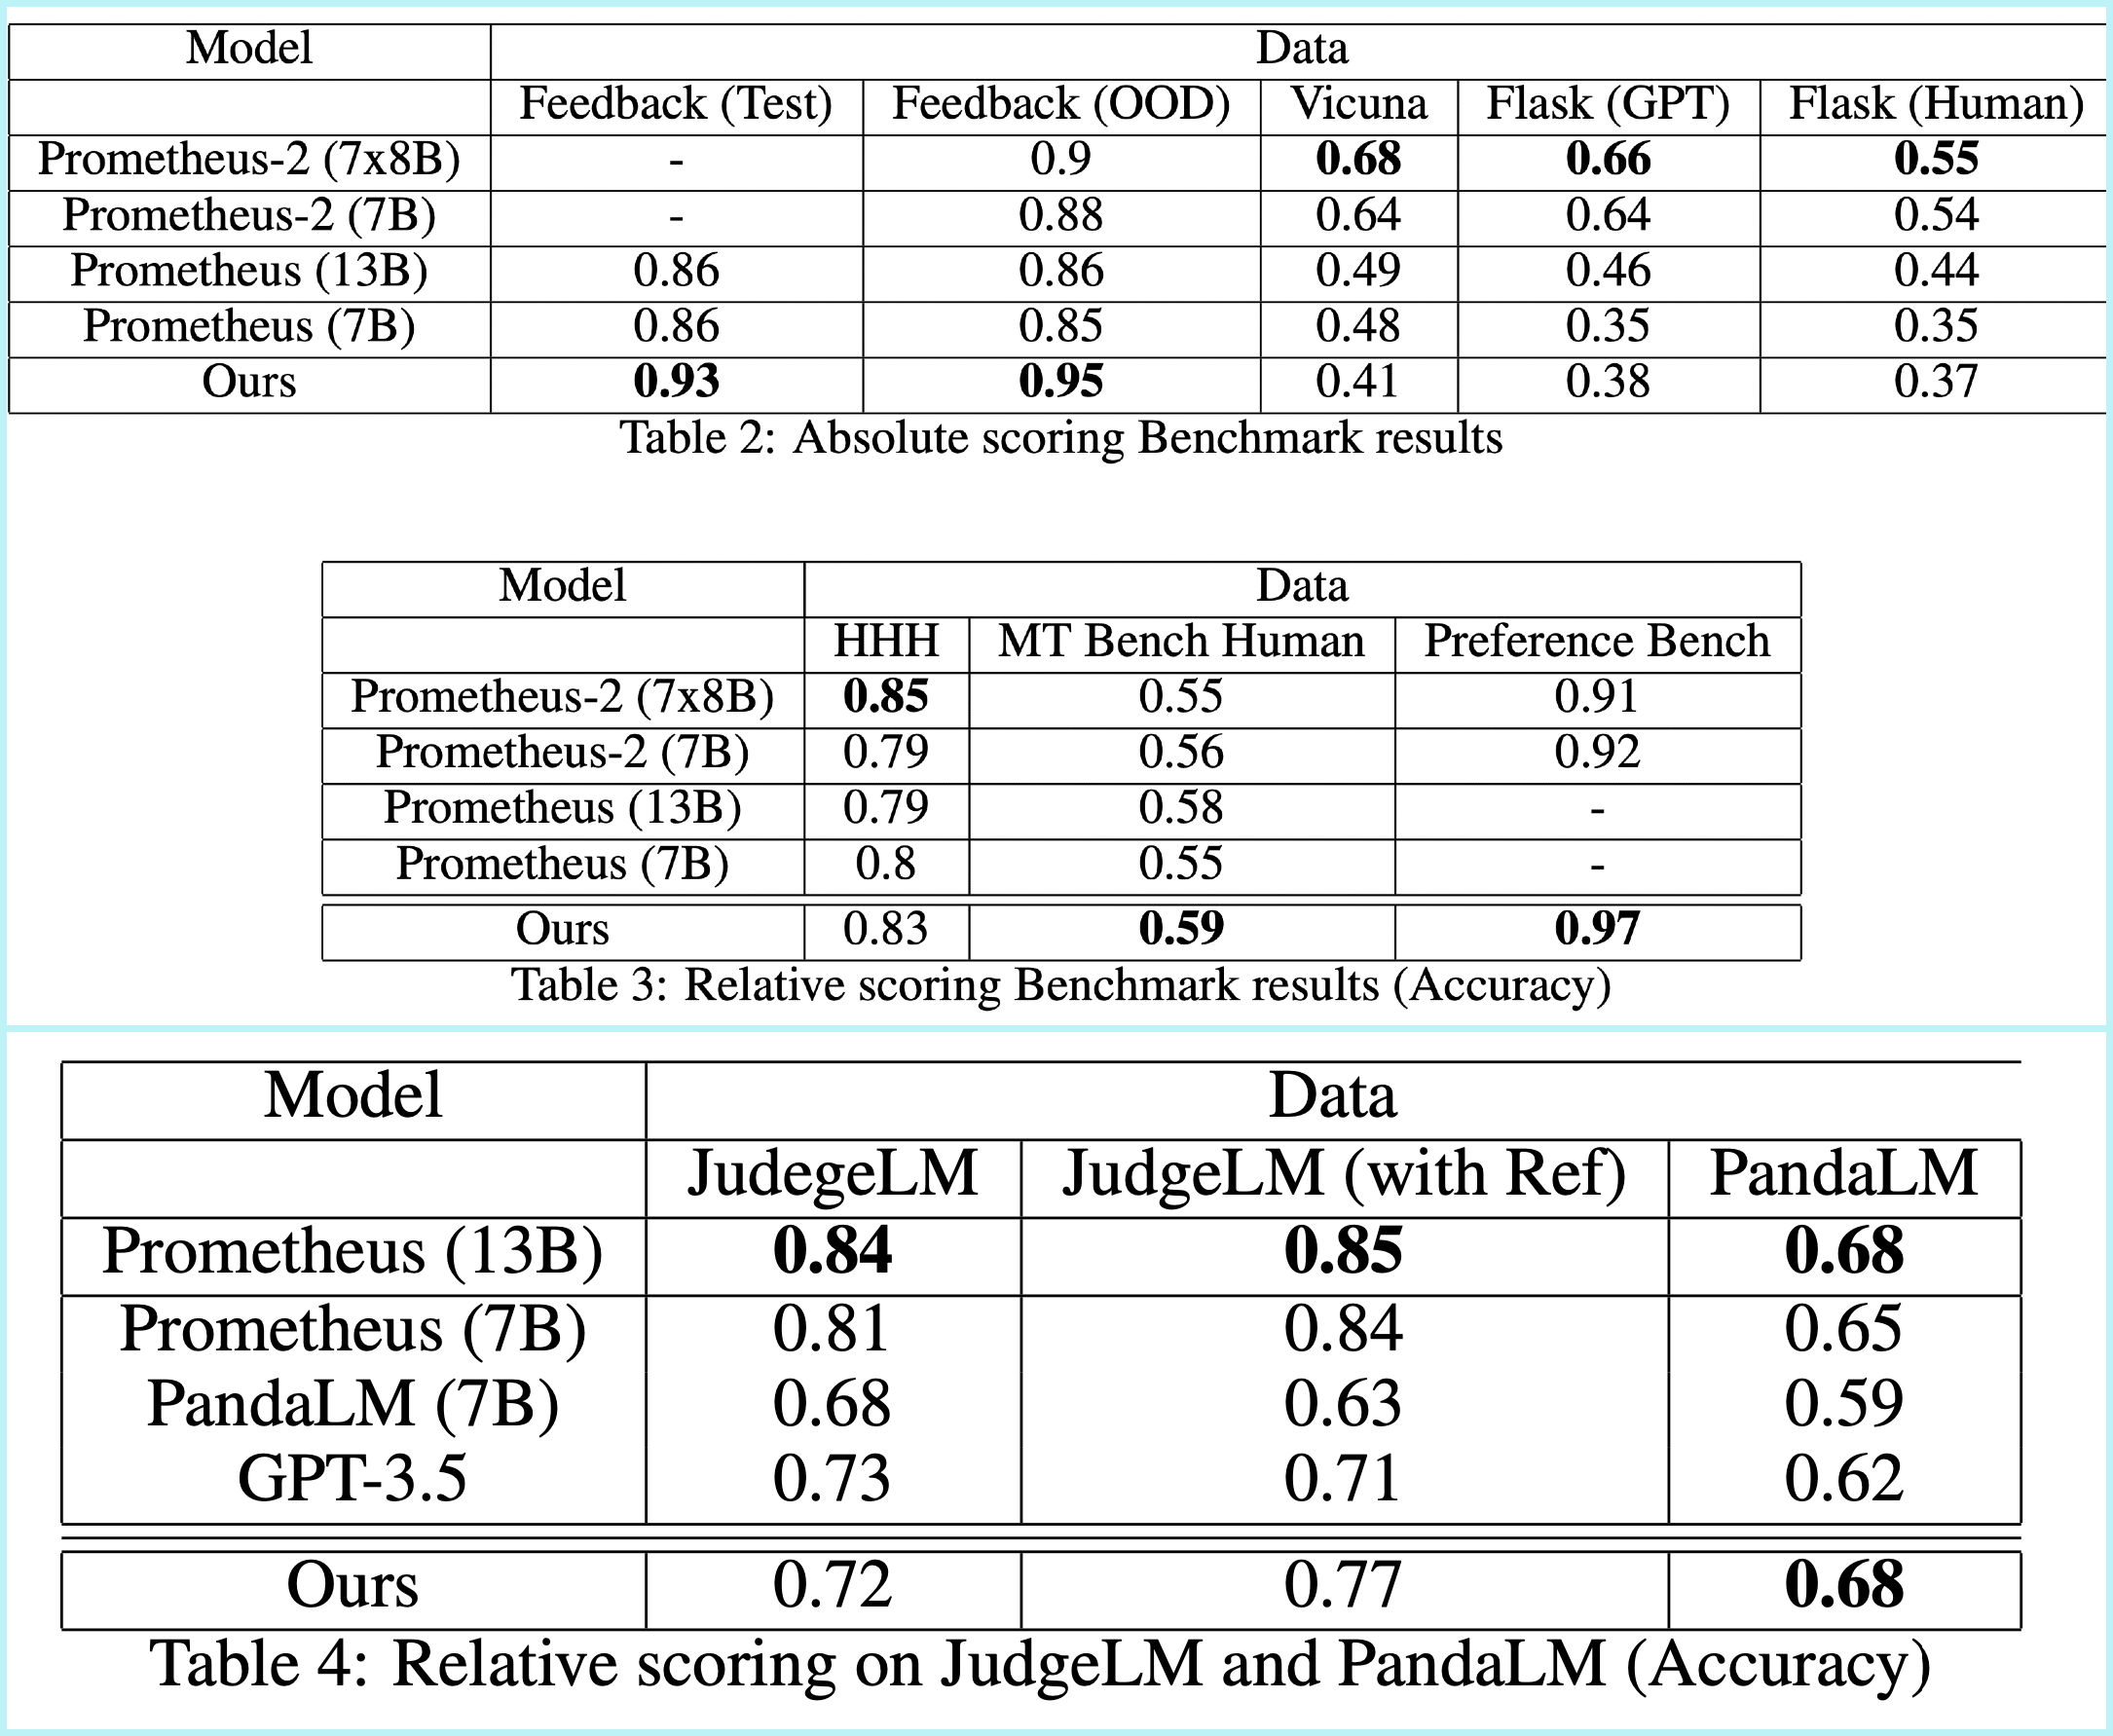 Model Data
Feedback (Test) Feedback (OOD) Vicuna Flask (GPT) Flask (Human)
Prometheus-2 (7x8B) - 0.9 0.68 0.66 0.55
Prometheus-2 (7B) - 0.88 0.64 0.64 0.54
Prometheus (13B) 0.86 0.86 0.49 0.46 0.44
Prometheus (7B) 0.86 0.85 0.48 0.35 0.35
Ours 0.93 0.95 0.41 0.38 0.37
Table 2: Absolute scoring Benchmark results
Model Data
HHH MT Bench Human Preference Bench
Prometheus-2 (7x8B) 0.85 0.55 0.91
Prometheus-2 (7B) 0.79 0.56 0.92
Prometheus (13B) 0.79 0.58 -
Prometheus (7B) 0.8 0.55 -
Ours 0.83 0.59 0.97
Table 3: Relative scoring Benchmark results (Accuracy)
Model Data
JudegeLM JudgeLM (with Ref) PandaLM
Prometheus (13B) 0.84 0.85 0.68
Prometheus (7B) 0.81 0.84 0.65
PandaLM (7B) 0.68 0.63 0.59
GPT-3.5 0.73 0.71 0.62
Ours 0.72 0.77 0.68
Table 4: Relative scoring on JudgeLM and PandaLM (Accuracy)